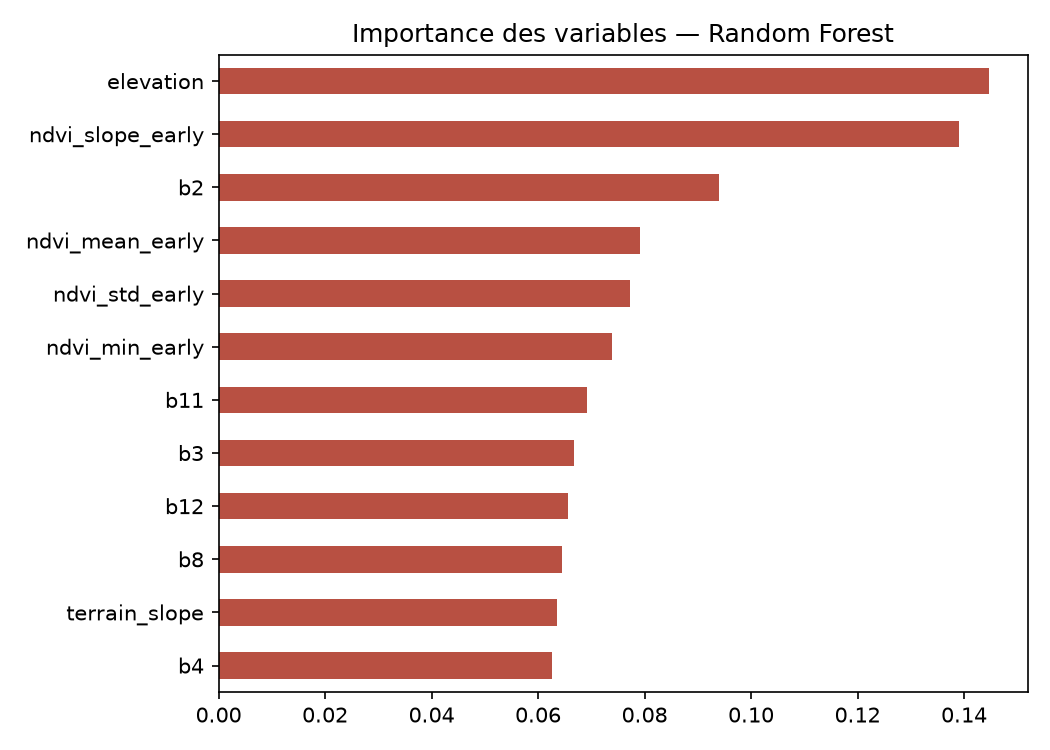 Importance des variables — Random Forest
elevation
ndvi_slope_early
b2
ndvi_mean_early
ndvi_std_early
ndvi_min_early
b11
b3
b12
b8
terrain_slope
b4
0.00 0.02 0.04 0.06 0.08 0.10 0.12 0.14